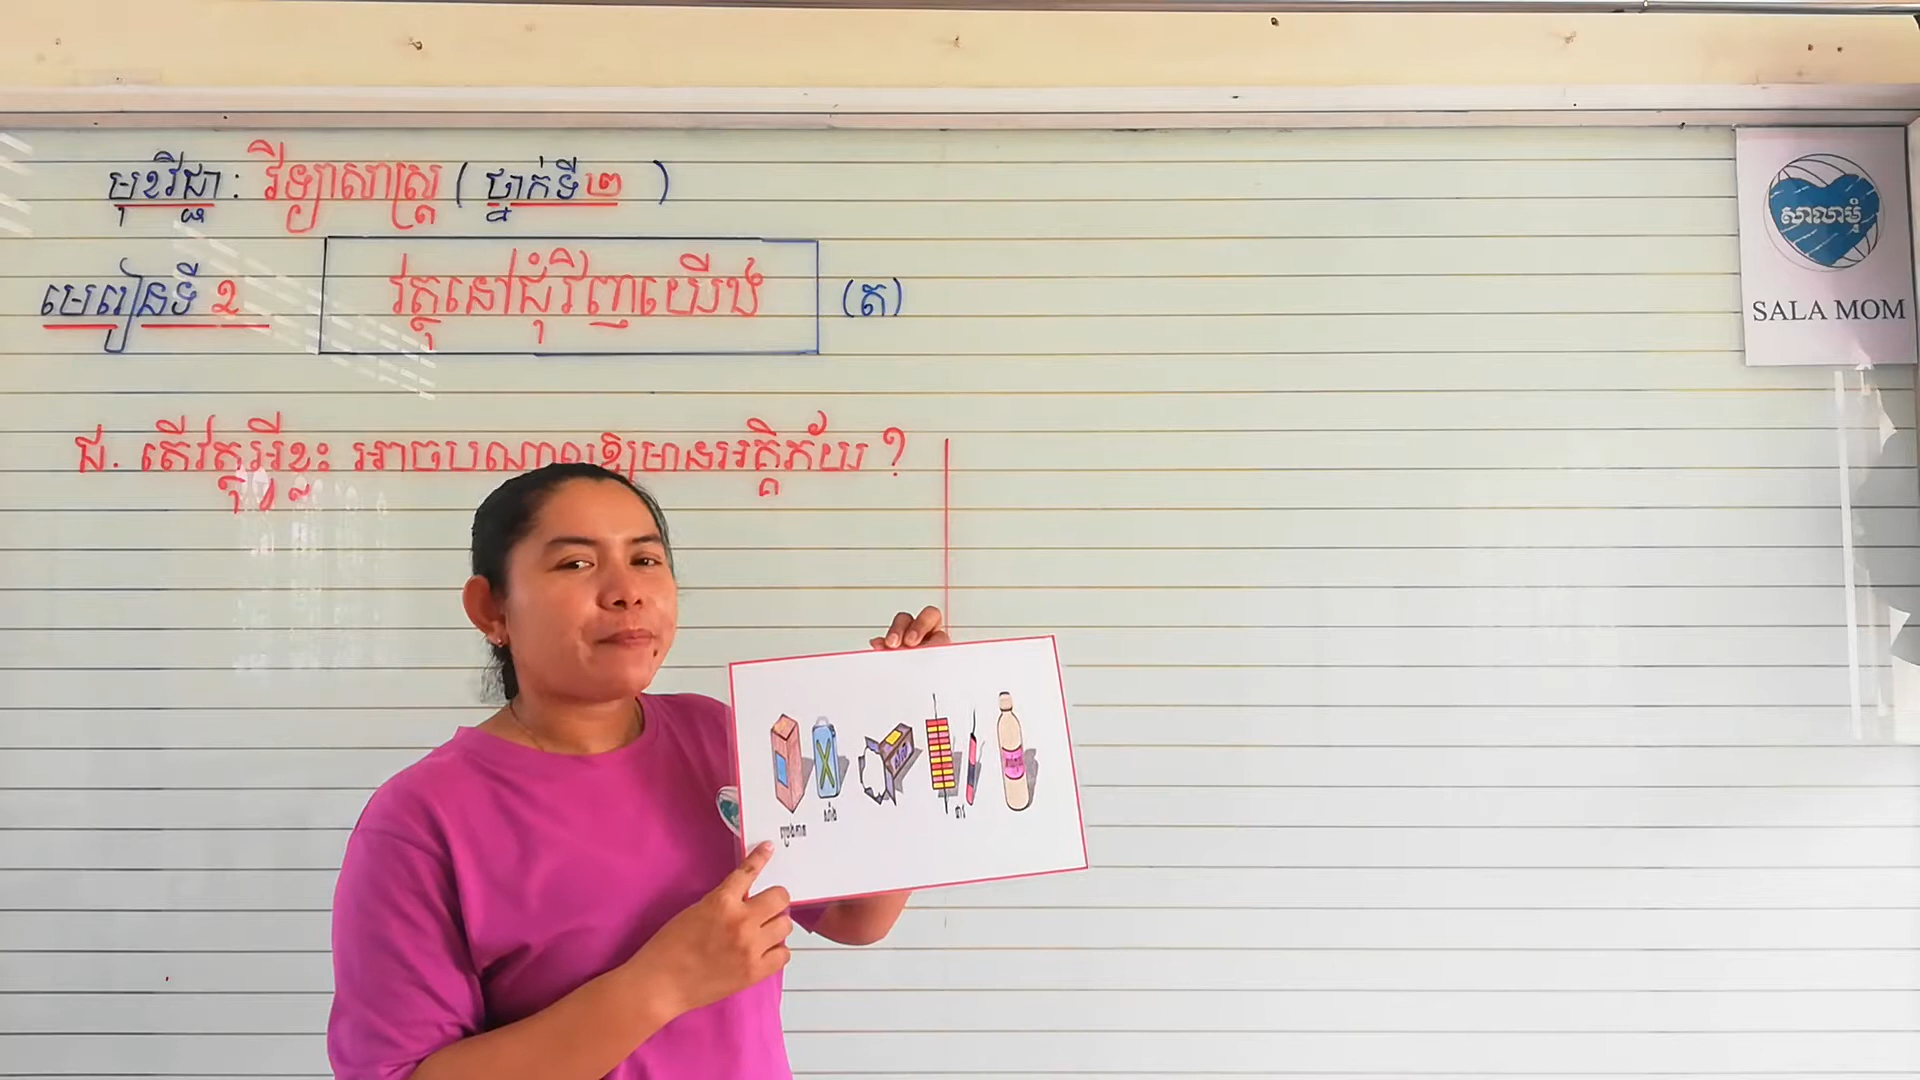 មុខវិជ្ជា : វិទ្យាសាស្ត្រ ( ថ្នាក់ទី២ )
មេរៀនទី ២ វត្ថុនៅជុំវិញយើង (ត)
ជ. តើវត្ថុអ្វីខ្លះ អាចបណ្តាលឱ្យមានអគ្គិភ័យ ?
សាលាមុំ
SALA MOM
សាំង